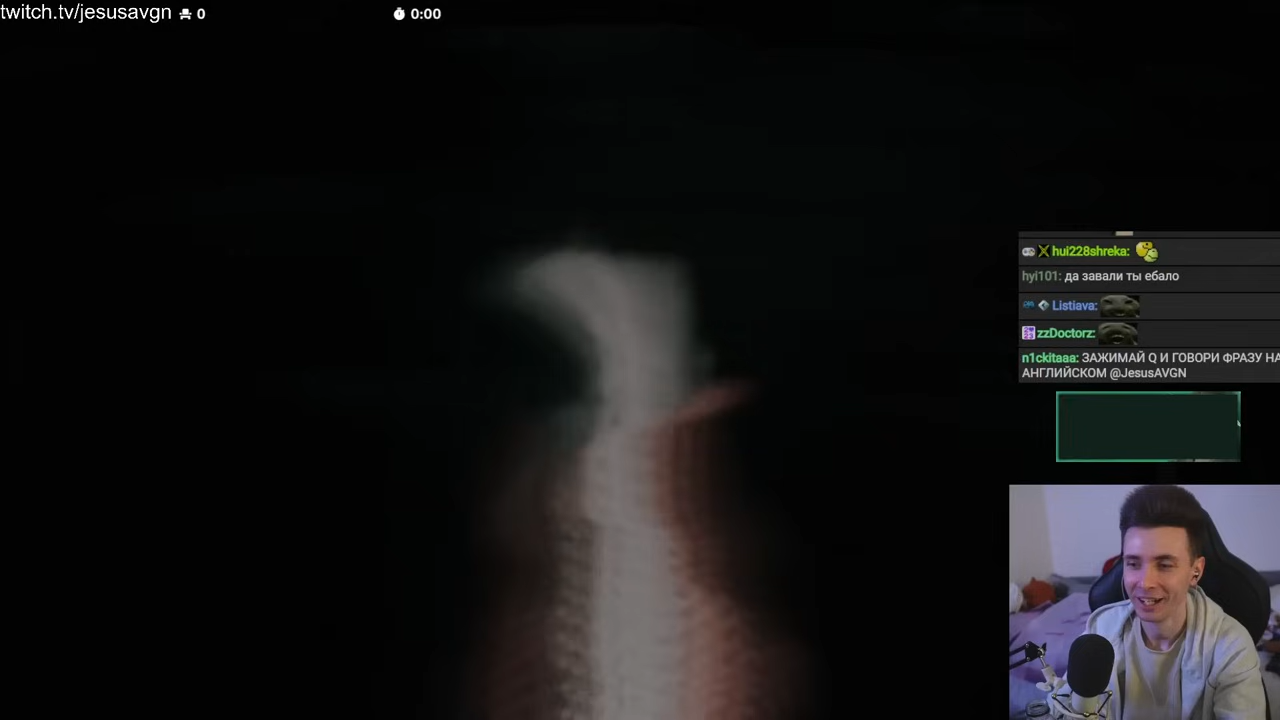 twitch.tv/jesusavgn 0 0:00
hui228shreka:
hyi101: да завали ты ебало
Listiava:
zzDoctorz:
n1ckitaaa: ЗАЖИМАЙ Q И ГОВОРИ ФРАЗУ НА
АНГЛИЙСКОМ @JesusAVGN